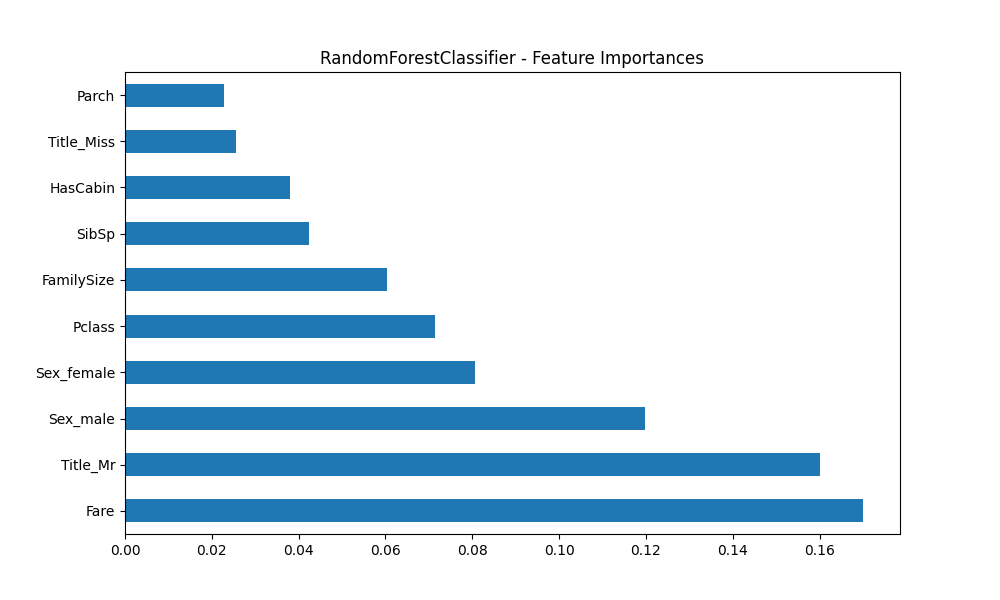 RandomForestClassifier - Feature Importances
Parch
Title_Miss
HasCabin
SibSp
FamilySize
Pclass
Sex_female
Sex_male
Title_Mr
Fare
0.00 0.02 0.04 0.06 0.08 0.10 0.12 0.14 0.16